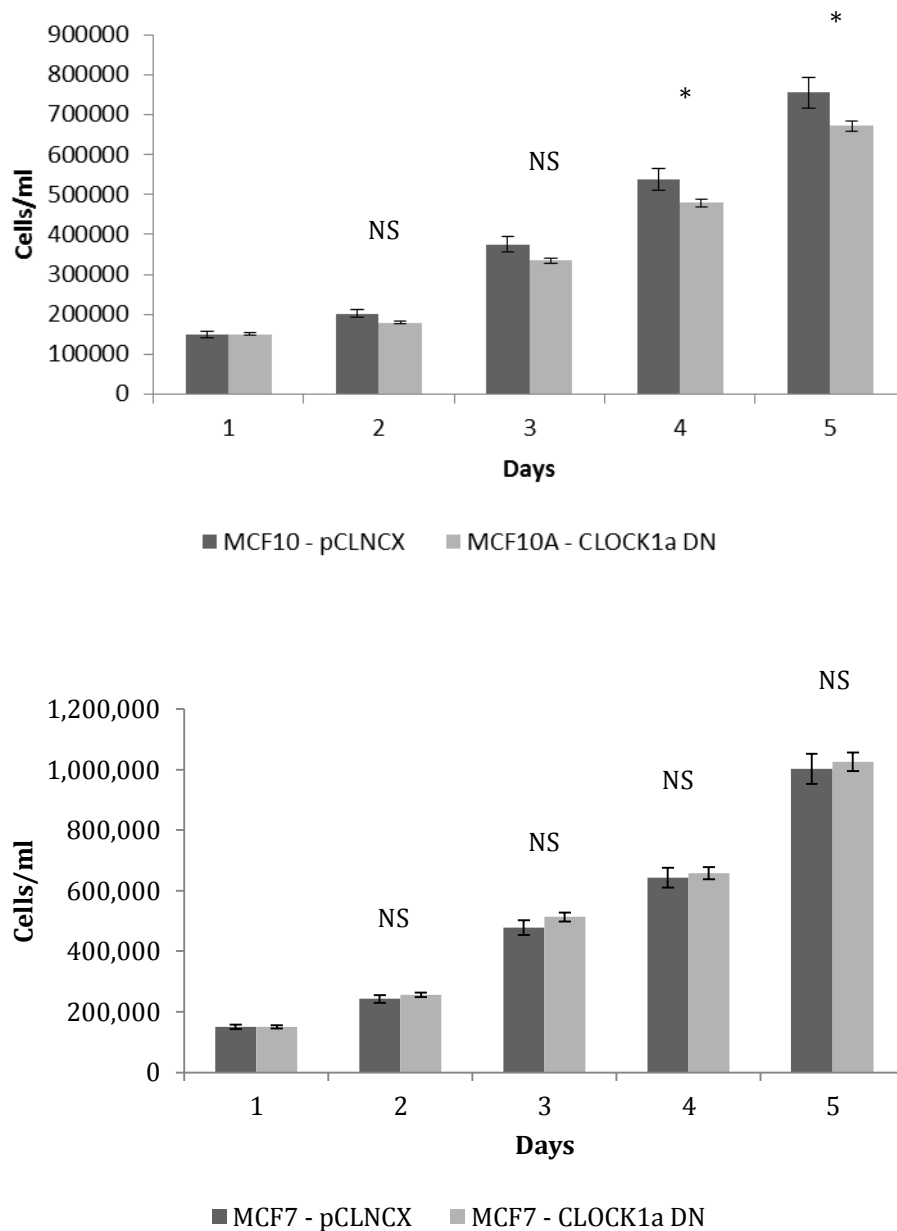 900000
*
800000
*
700000
600000
NS
500000
NS
400000
300000
200000
100000
0
Cells/ml
1 2 3 4 5
Days
MCF10 - pCLNCX MCF10A - CLOCK1a DN
NS
1,200,000
NS
1,000,000
NS
800,000
NS
600,000
400,000
200,000
0
Cells/ml
1 2 3 4 5
Days
MCF7 - pCLNCX MCF7 - CLOCK1a DN